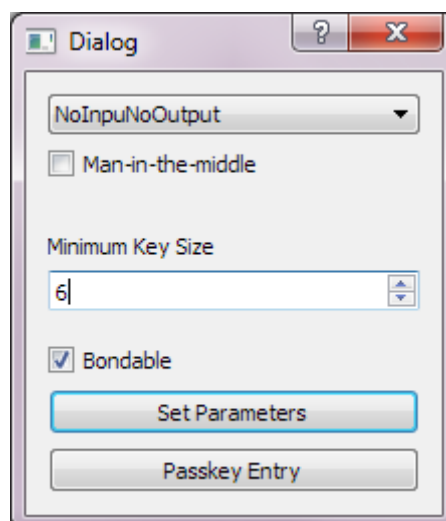 Dialog
NoInpuNoOutput
Man-in-the-middle
Minimum Key Size
6
Bondable
Set Parameters
Passkey Entry